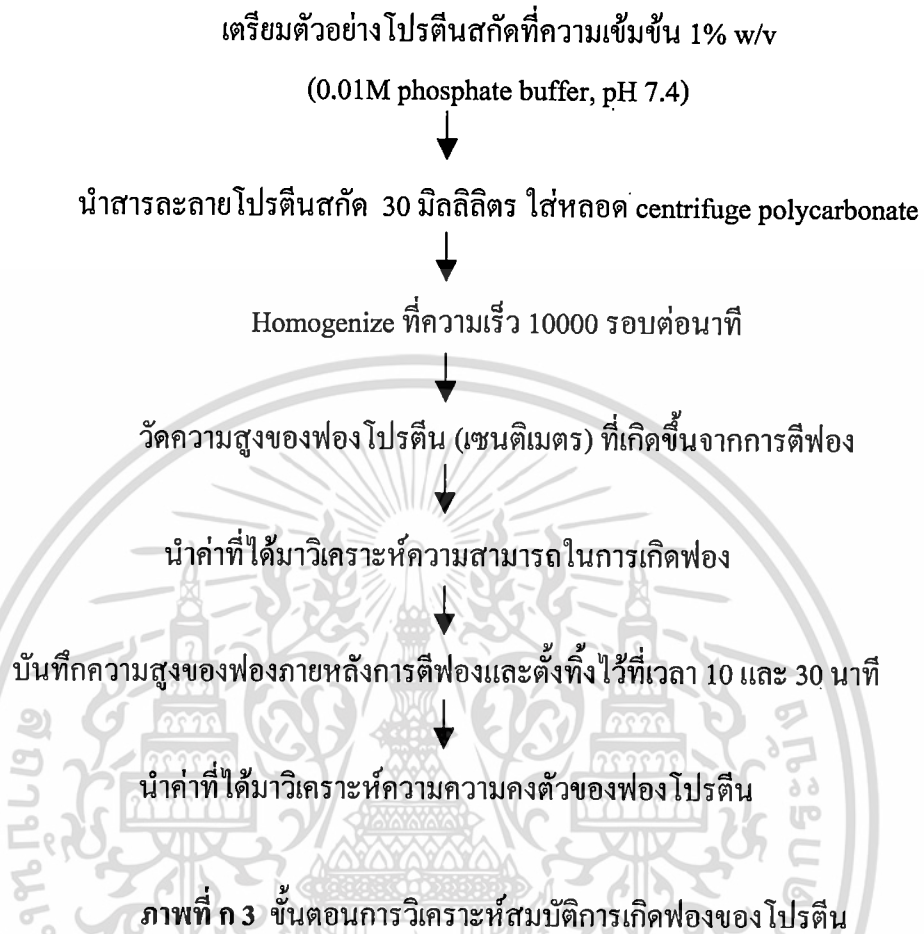 เตรียมตัวอย่างโปรตีนสกัดที่ความเข้มข้น 1% w/v
(0.01M phosphate buffer, pH 7.4)
นำสารละลายโปรตีนสกัด 30 มิลลิลิตร ใส่หลอด centrifuge polycarbonate
Homogenize ที่ความเร็ว 10000 รอบต่อนาที
วัดความสูงของฟองโปรตีน (เซนติเมตร) ที่เกิดขึ้นจากการตีฟอง
นำค่าที่ได้มาวิเคราะห์ความสามารถในการเกิดฟอง
บันทึกความสูงของฟองภายหลังการตีฟองและตั้งทิ้งไว้ที่เวลา 10 และ 30 นาที
นำค่าที่ได้มาวิเคราะห์ความความคงตัวของฟองโปรตีน
ภาพที่ ก 3 ขั้นตอนการวิเคราะห์สมบัติการเกิดฟองของโปรตีน